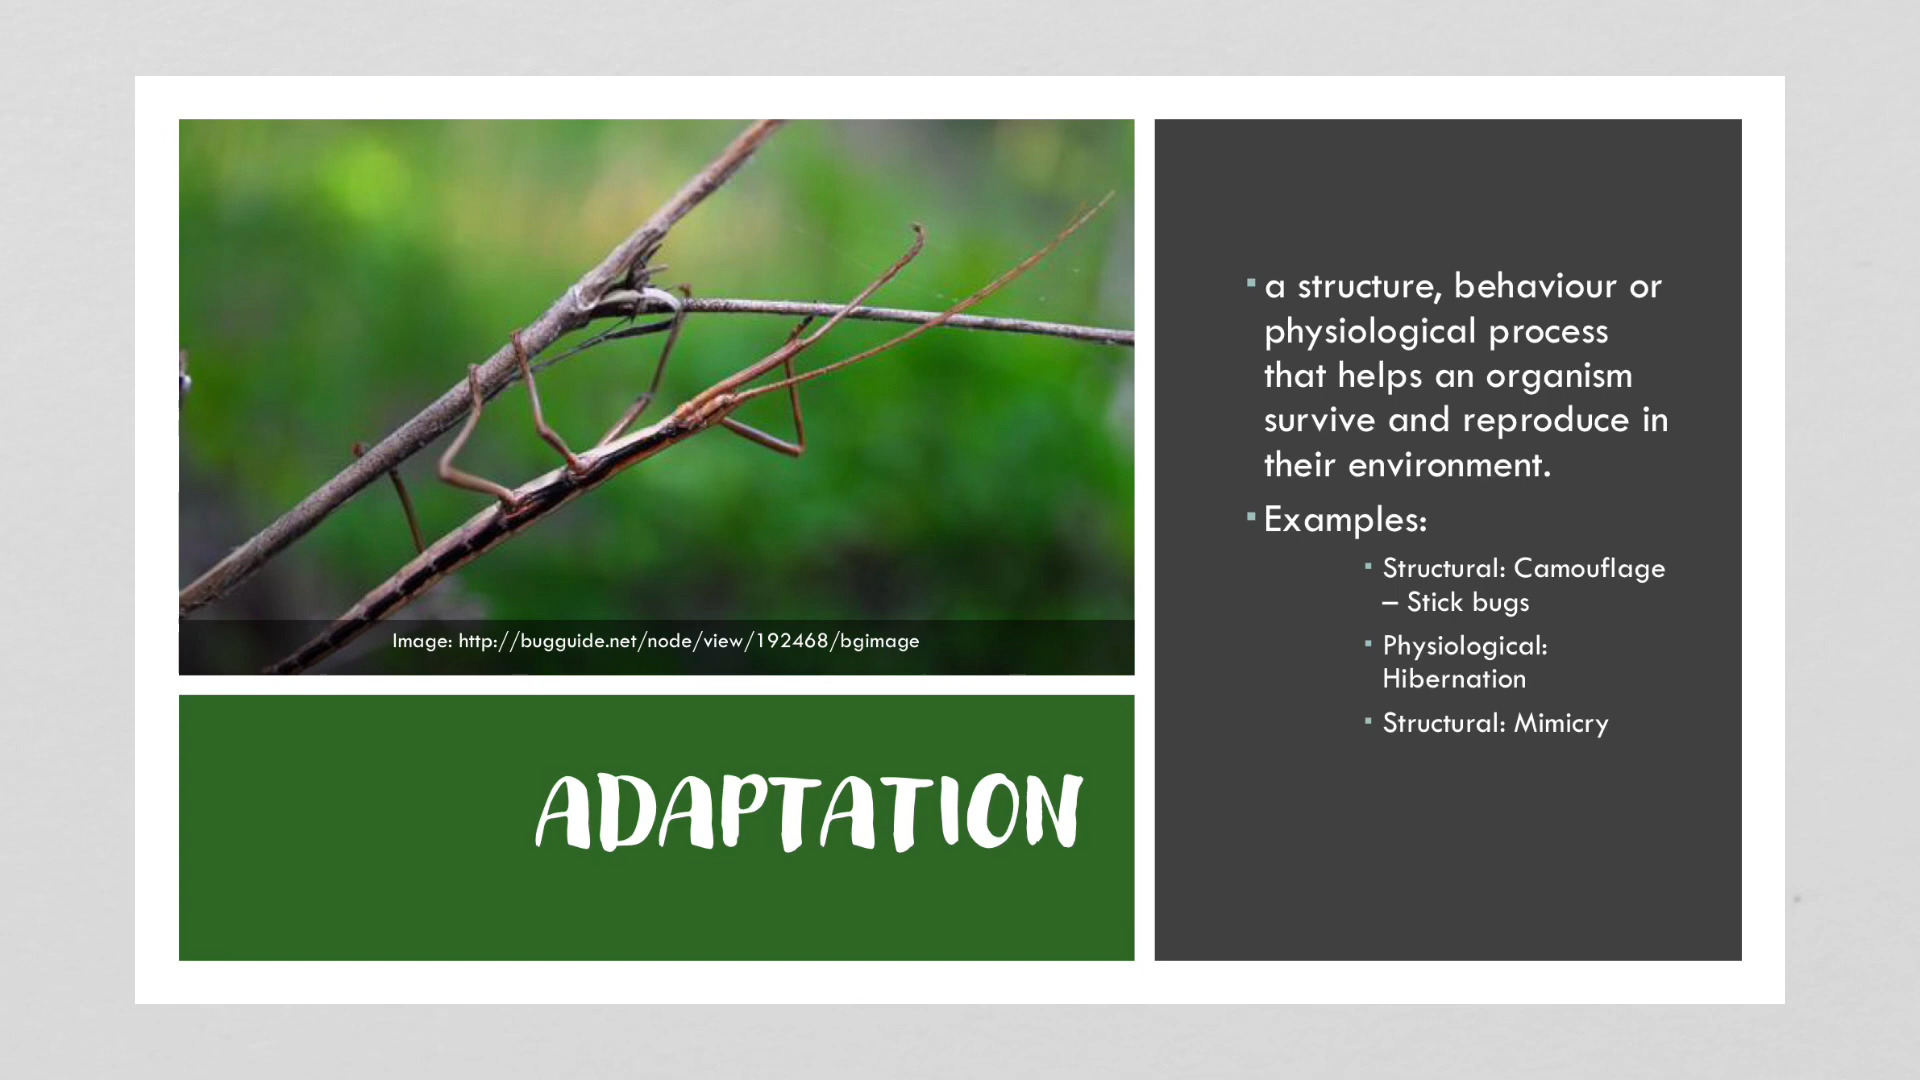 Image: http://bugguide.net/node/view/192468/bgimage
ADAPTATION
▪ a structure, behaviour or
physiological process
that helps an organism
survive and reproduce in
their environment.
▪ Examples:
▪ Structural: Camouflage
– Stick bugs
▪ Physiological:
Hibernation
▪ Structural: Mimicry